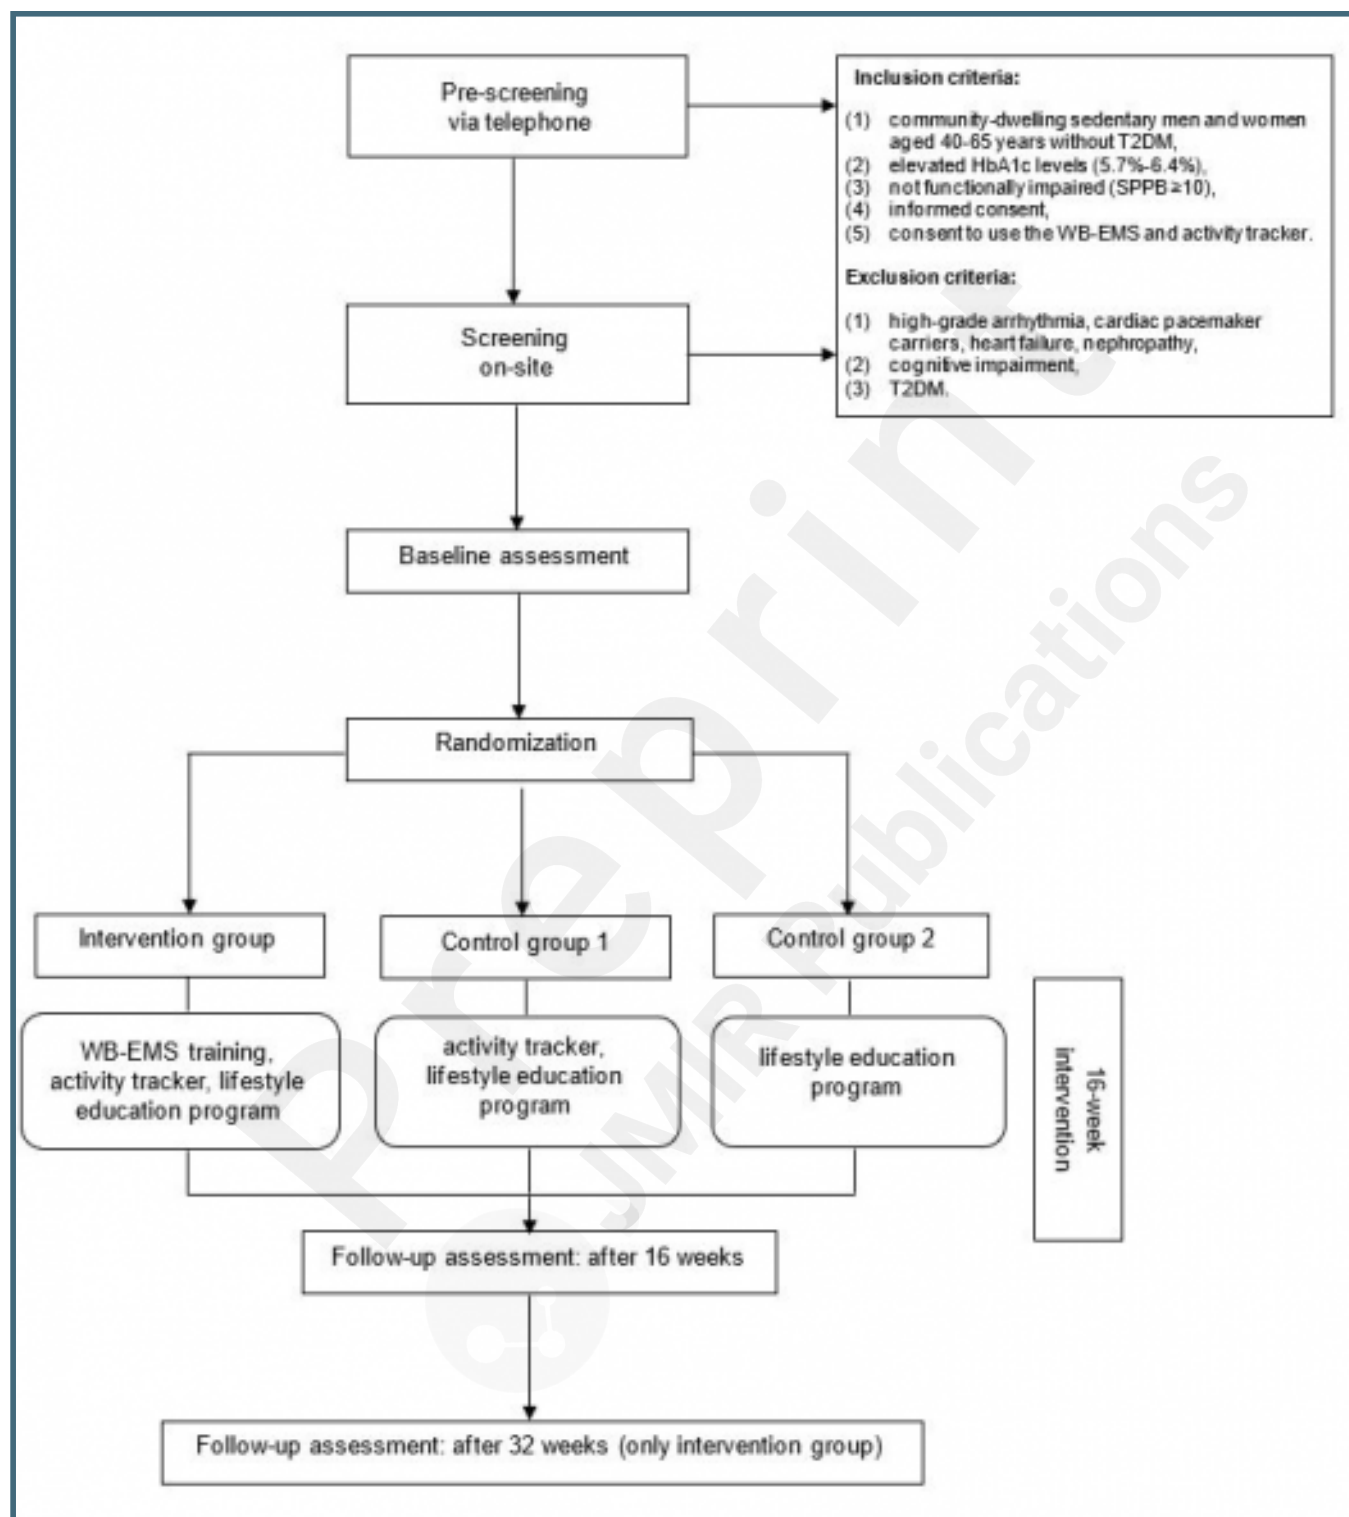 Pre-screening
via telephone
Inclusion criteria:
(1) community-dwelling sedentary men and women
aged 40-65 years without T2DM,
(2) elevated HbA1c levels (5.7%-6.4%),
(3) not functionally impaired (SPPB ≥10),
(4) informed consent,
(5) consent to use the WB-EMS and activity tracker.
Exclusion criteria:
(1) high-grade arrhythmia, cardiac pacemaker
carriers, heart failure, nephropathy,
(2) cognitive impairment,
(3) T2DM.
Screening
on-site
Baseline assessment
Randomization
Intervention group
Control group 1
Control group 2
WB-EMS training,
activity tracker, lifestyle
education program
activity tracker,
lifestyle education
program
lifestyle education
program
16-week
intervention
Follow-up assessment: after 16 weeks
Follow-up assessment: after 32 weeks (only intervention group)
Preprint
JMIR Publications